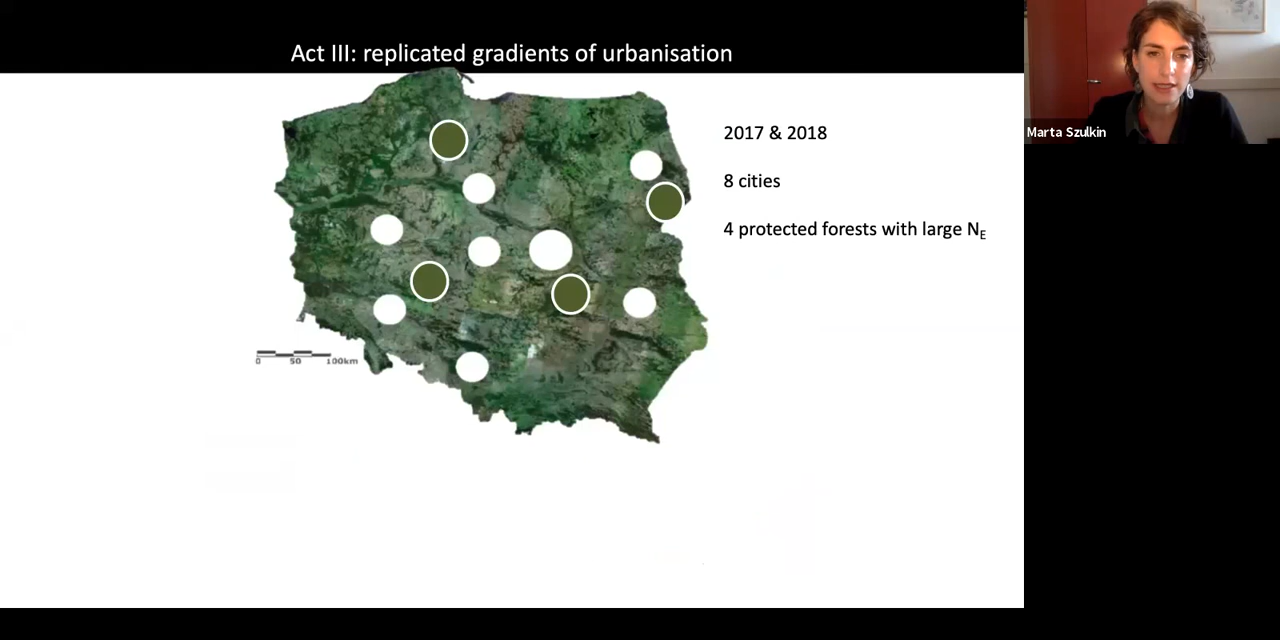 Act III: replicated gradients of urbanisation
Marta Szulkin
2017 & 2018
8 cities
4 protected forests with large NE
0 50 100km